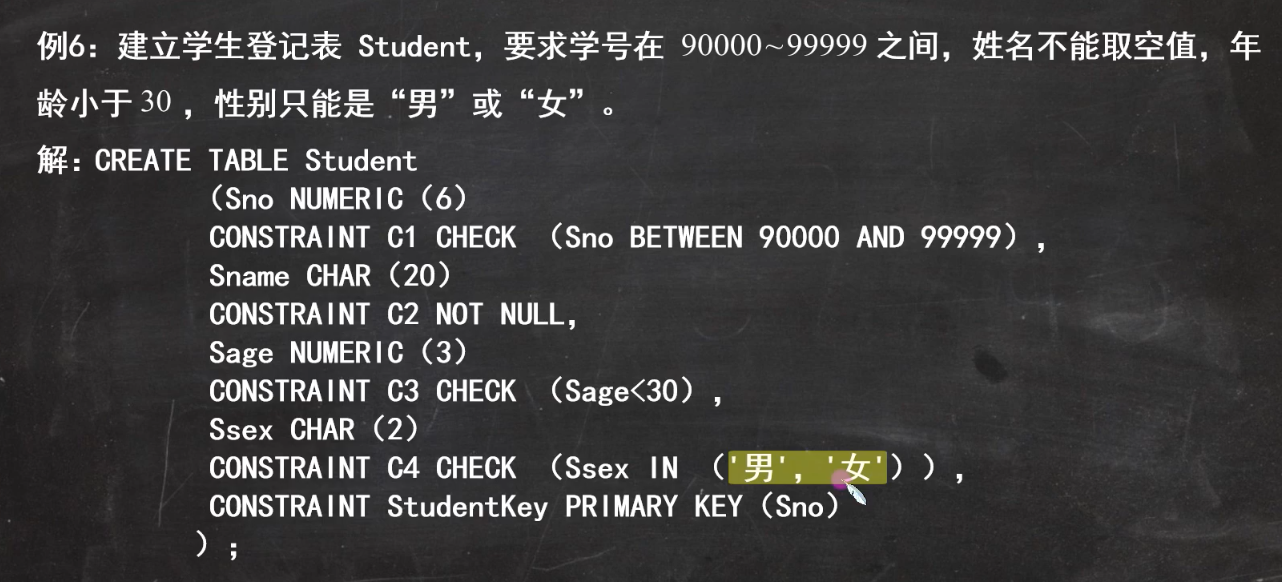 例6：建立学生登记表 Student，要求学号在 90000~99999 之间，姓名不能取空值，年
龄小于 30 ，性别只能是“男”或“女”。
解：CREATE TABLE Student
（Sno NUMERIC（6）
CONSTRAINT C1 CHECK （Sno BETWEEN 90000 AND 99999），
Sname CHAR（20）
CONSTRAINT C2 NOT NULL，
Sage NUMERIC（3）
CONSTRAINT C3 CHECK （Sage<30），
Ssex CHAR（2）
CONSTRAINT C4 CHECK （Ssex IN （'男'，'女'）），
CONSTRAINT StudentKey PRIMARY KEY（Sno）
）；